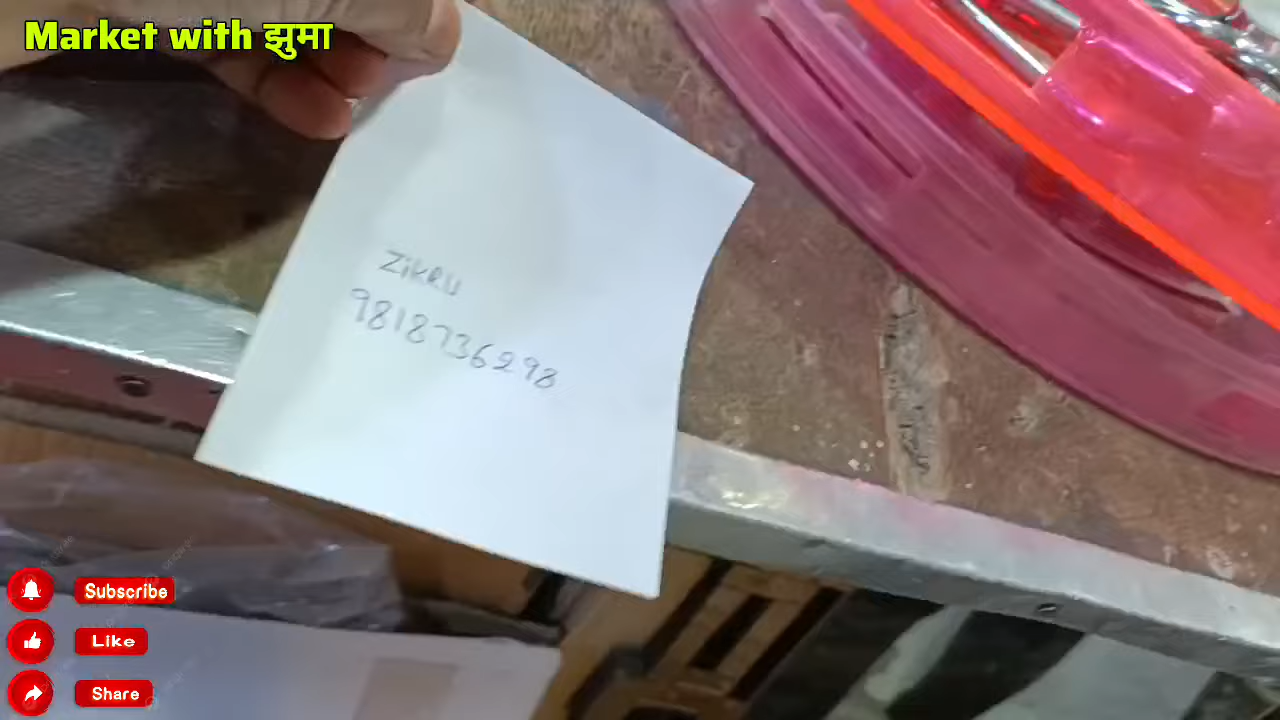 Market with झुमा
ZiKRU
9818736298
Subscribe
Like
Share